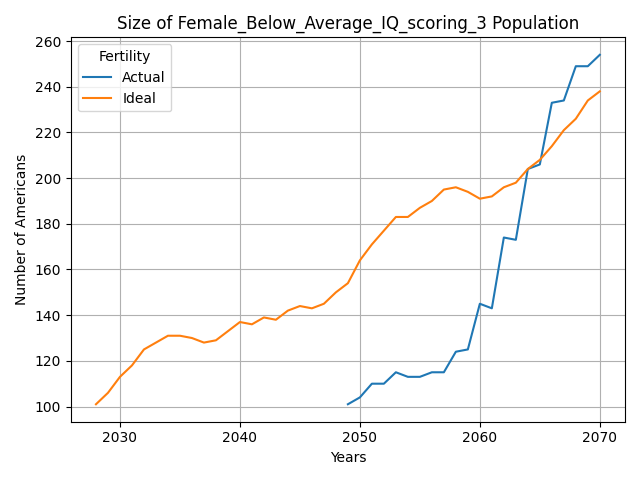 Size of Female_Below_Average_IQ_scoring_3 Population
Fertility
Actual
Ideal
Number of Americans
260
240
220
200
180
160
140
120
100
2030 2040 2050 2060 2070
Years